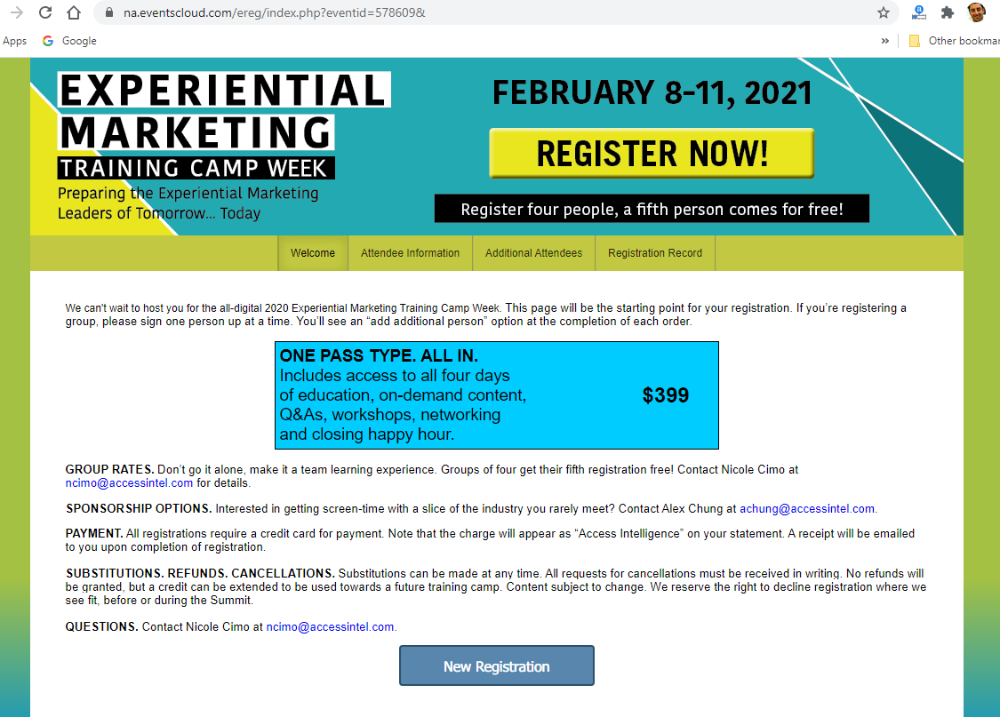 na.eventscloud.com/ereg/index.php?eventid=578609&
Apps
Google
»
Other bookmar
EXPERIENTIAL
MARKETING
TRAINING CAMP WEEK
Preparing the Experiential Marketing
Leaders of Tomorrow... Today
FEBRUARY 8-11, 2021
REGISTER NOW!
Register four people, a fifth person comes for free!
Welcome
Attendee Information
Additional Attendees
Registration Record
We can't wait to host you for the all-digital 2020 Experiential Marketing Training Camp Week. This page will be the starting point for your registration. If you're registering a
group, please sign one person up at a time. You'll see an “add additional person” option at the completion of each order.
ONE PASS TYPE. ALL IN.
Includes access to all four days
of education, on-demand content,
Q&As, workshops, networking
and closing happy hour.
$399
GROUP RATES. Don't go it alone, make it a team learning experience. Groups of four get their fifth registration free! Contact Nicole Cimo at
ncimo@accessintel.com for details.
SPONSORSHIP OPTIONS. Interested in getting screen-time with a slice of the industry you rarely meet? Contact Alex Chung at achung@accessintel.com.
PAYMENT. All registrations require a credit card for payment. Note that the charge will appear as “Access Intelligence” on your statement. A receipt will be emailed
to you upon completion of registration.
SUBSTITUTIONS. REFUNDS. CANCELLATIONS. Substitutions can be made at any time. All requests for cancellations must be received in writing. No refunds will
be granted, but a credit can be extended to be used towards a future training camp. Content subject to change. We reserve the right to decline registration where we
see fit, before or during the Summit.
QUESTIONS. Contact Nicole Cimo at ncimo@accessintel.com.
New Registration